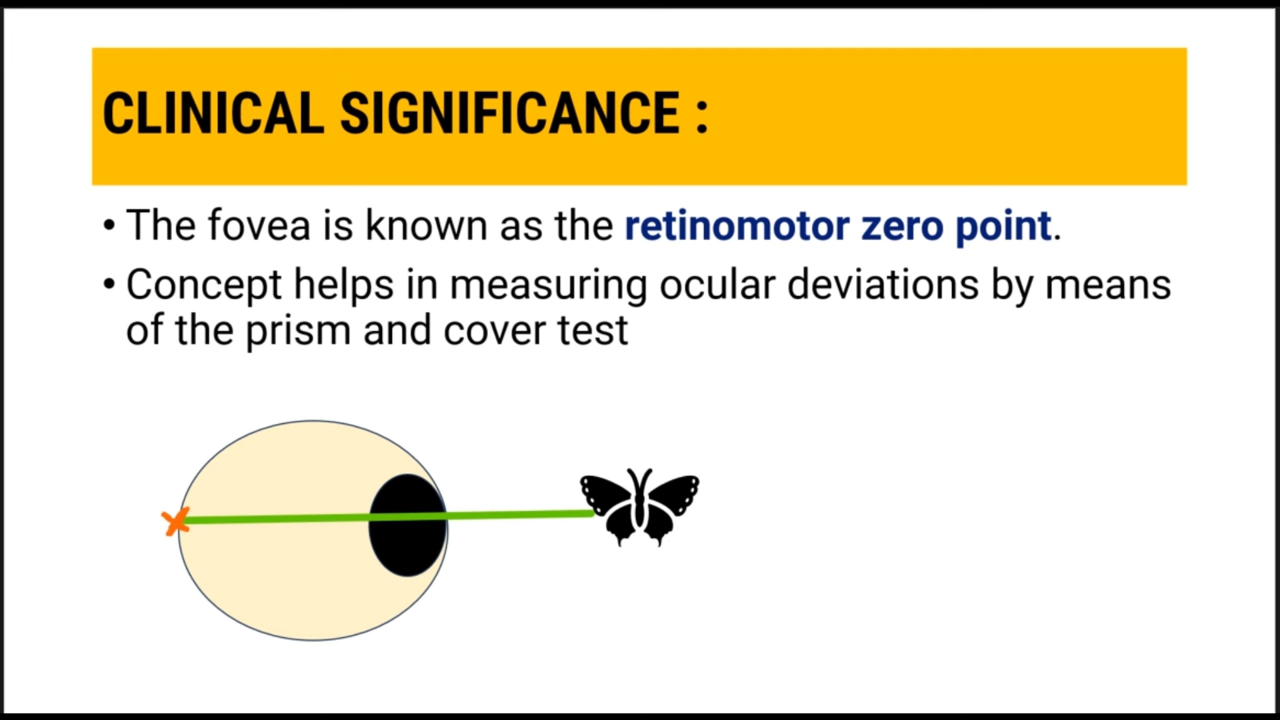 CLINICAL SIGNIFICANCE :
• The fovea is known as the retinomotor zero point.
• Concept helps in measuring ocular deviations by means
of the prism and cover test